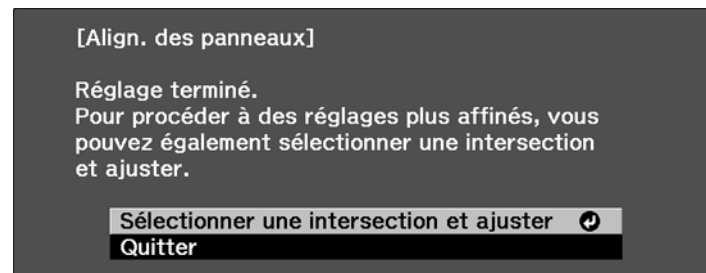 [Align. des panneaux]
Réglage terminé.
Pour procéder à des réglages plus affinés, vous
pouvez également sélectionner une intersection
et ajuster.
Sélectionner une intersection et ajuster
Quitter